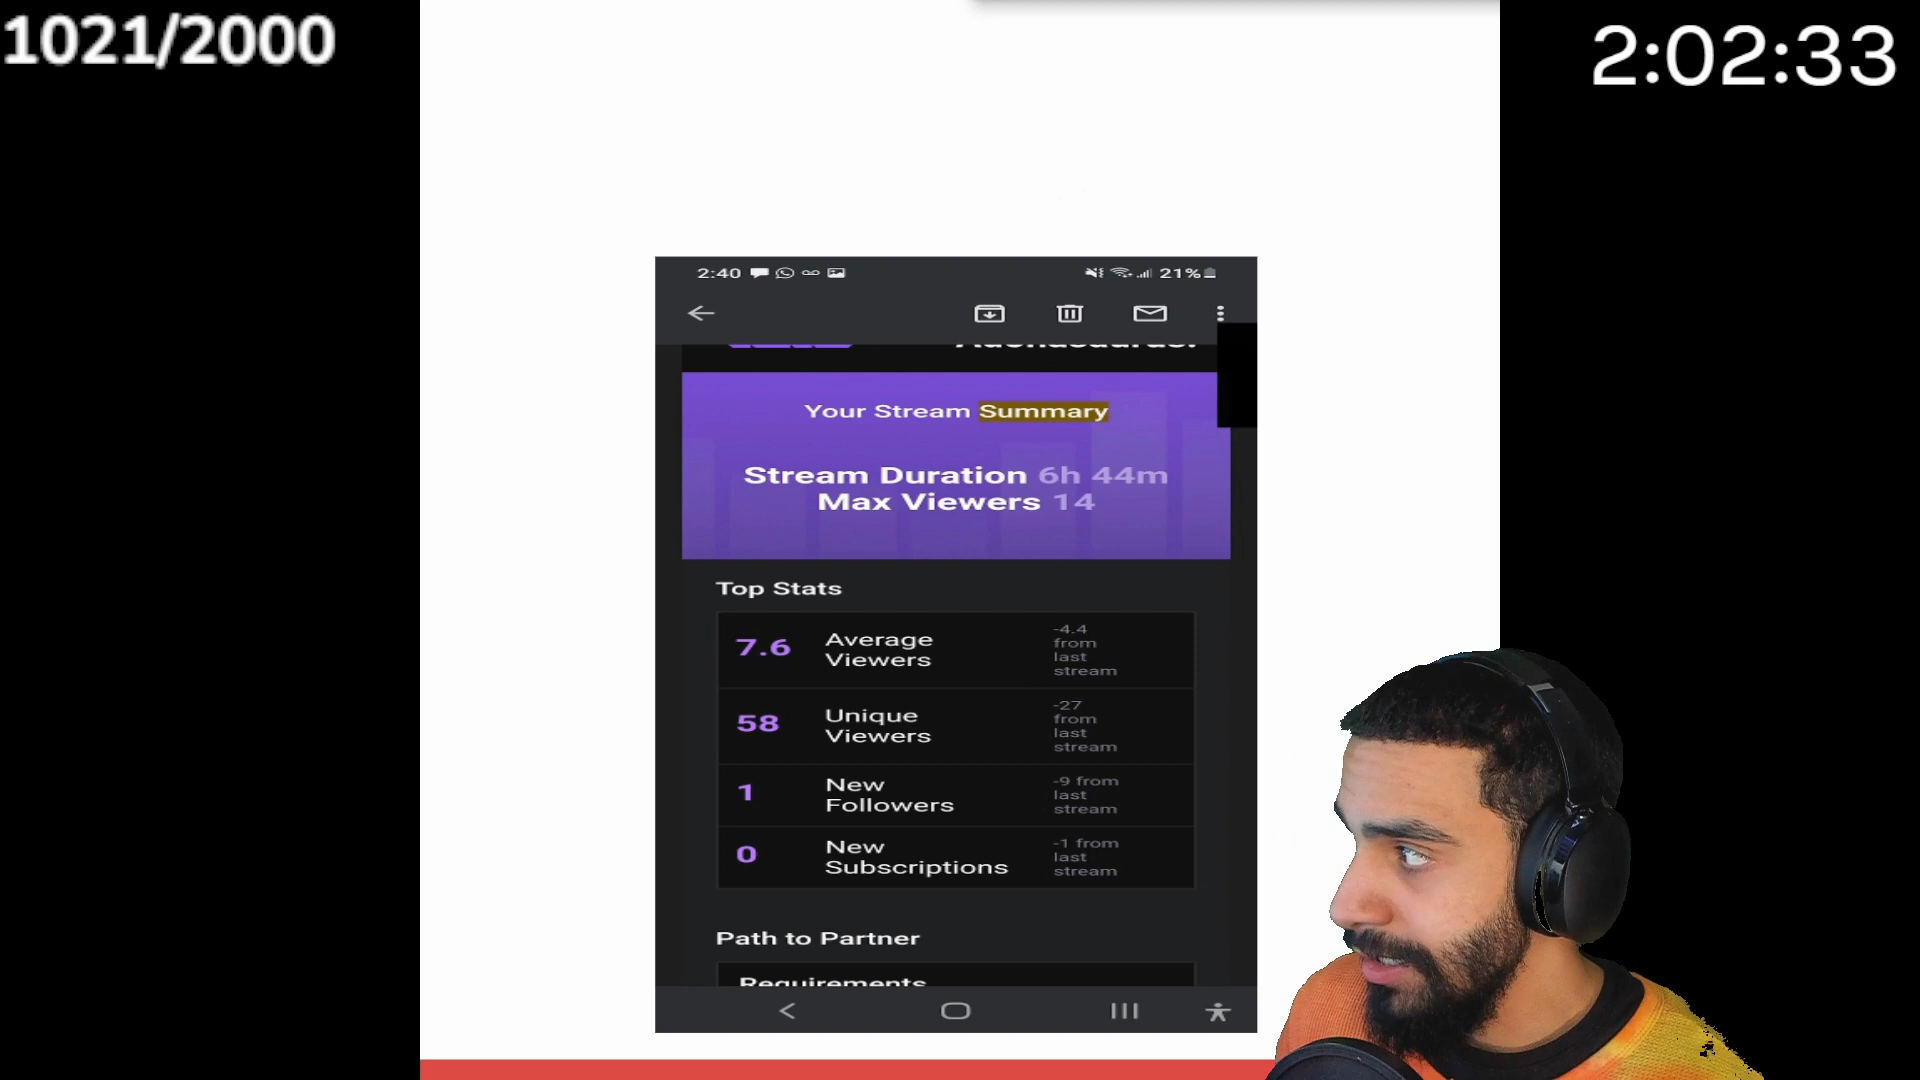 1021/2000
2:02:33
2:40
21%
Your Stream Summary
Stream Duration 6h 44m
Max Viewers 14
Top Stats
7.6 Average Viewers -4.4 from last stream
58 Unique Viewers -27 from last stream
1 New Followers -9 from last stream
0 New Subscriptions -1 from last stream
Path to Partner
Requirements